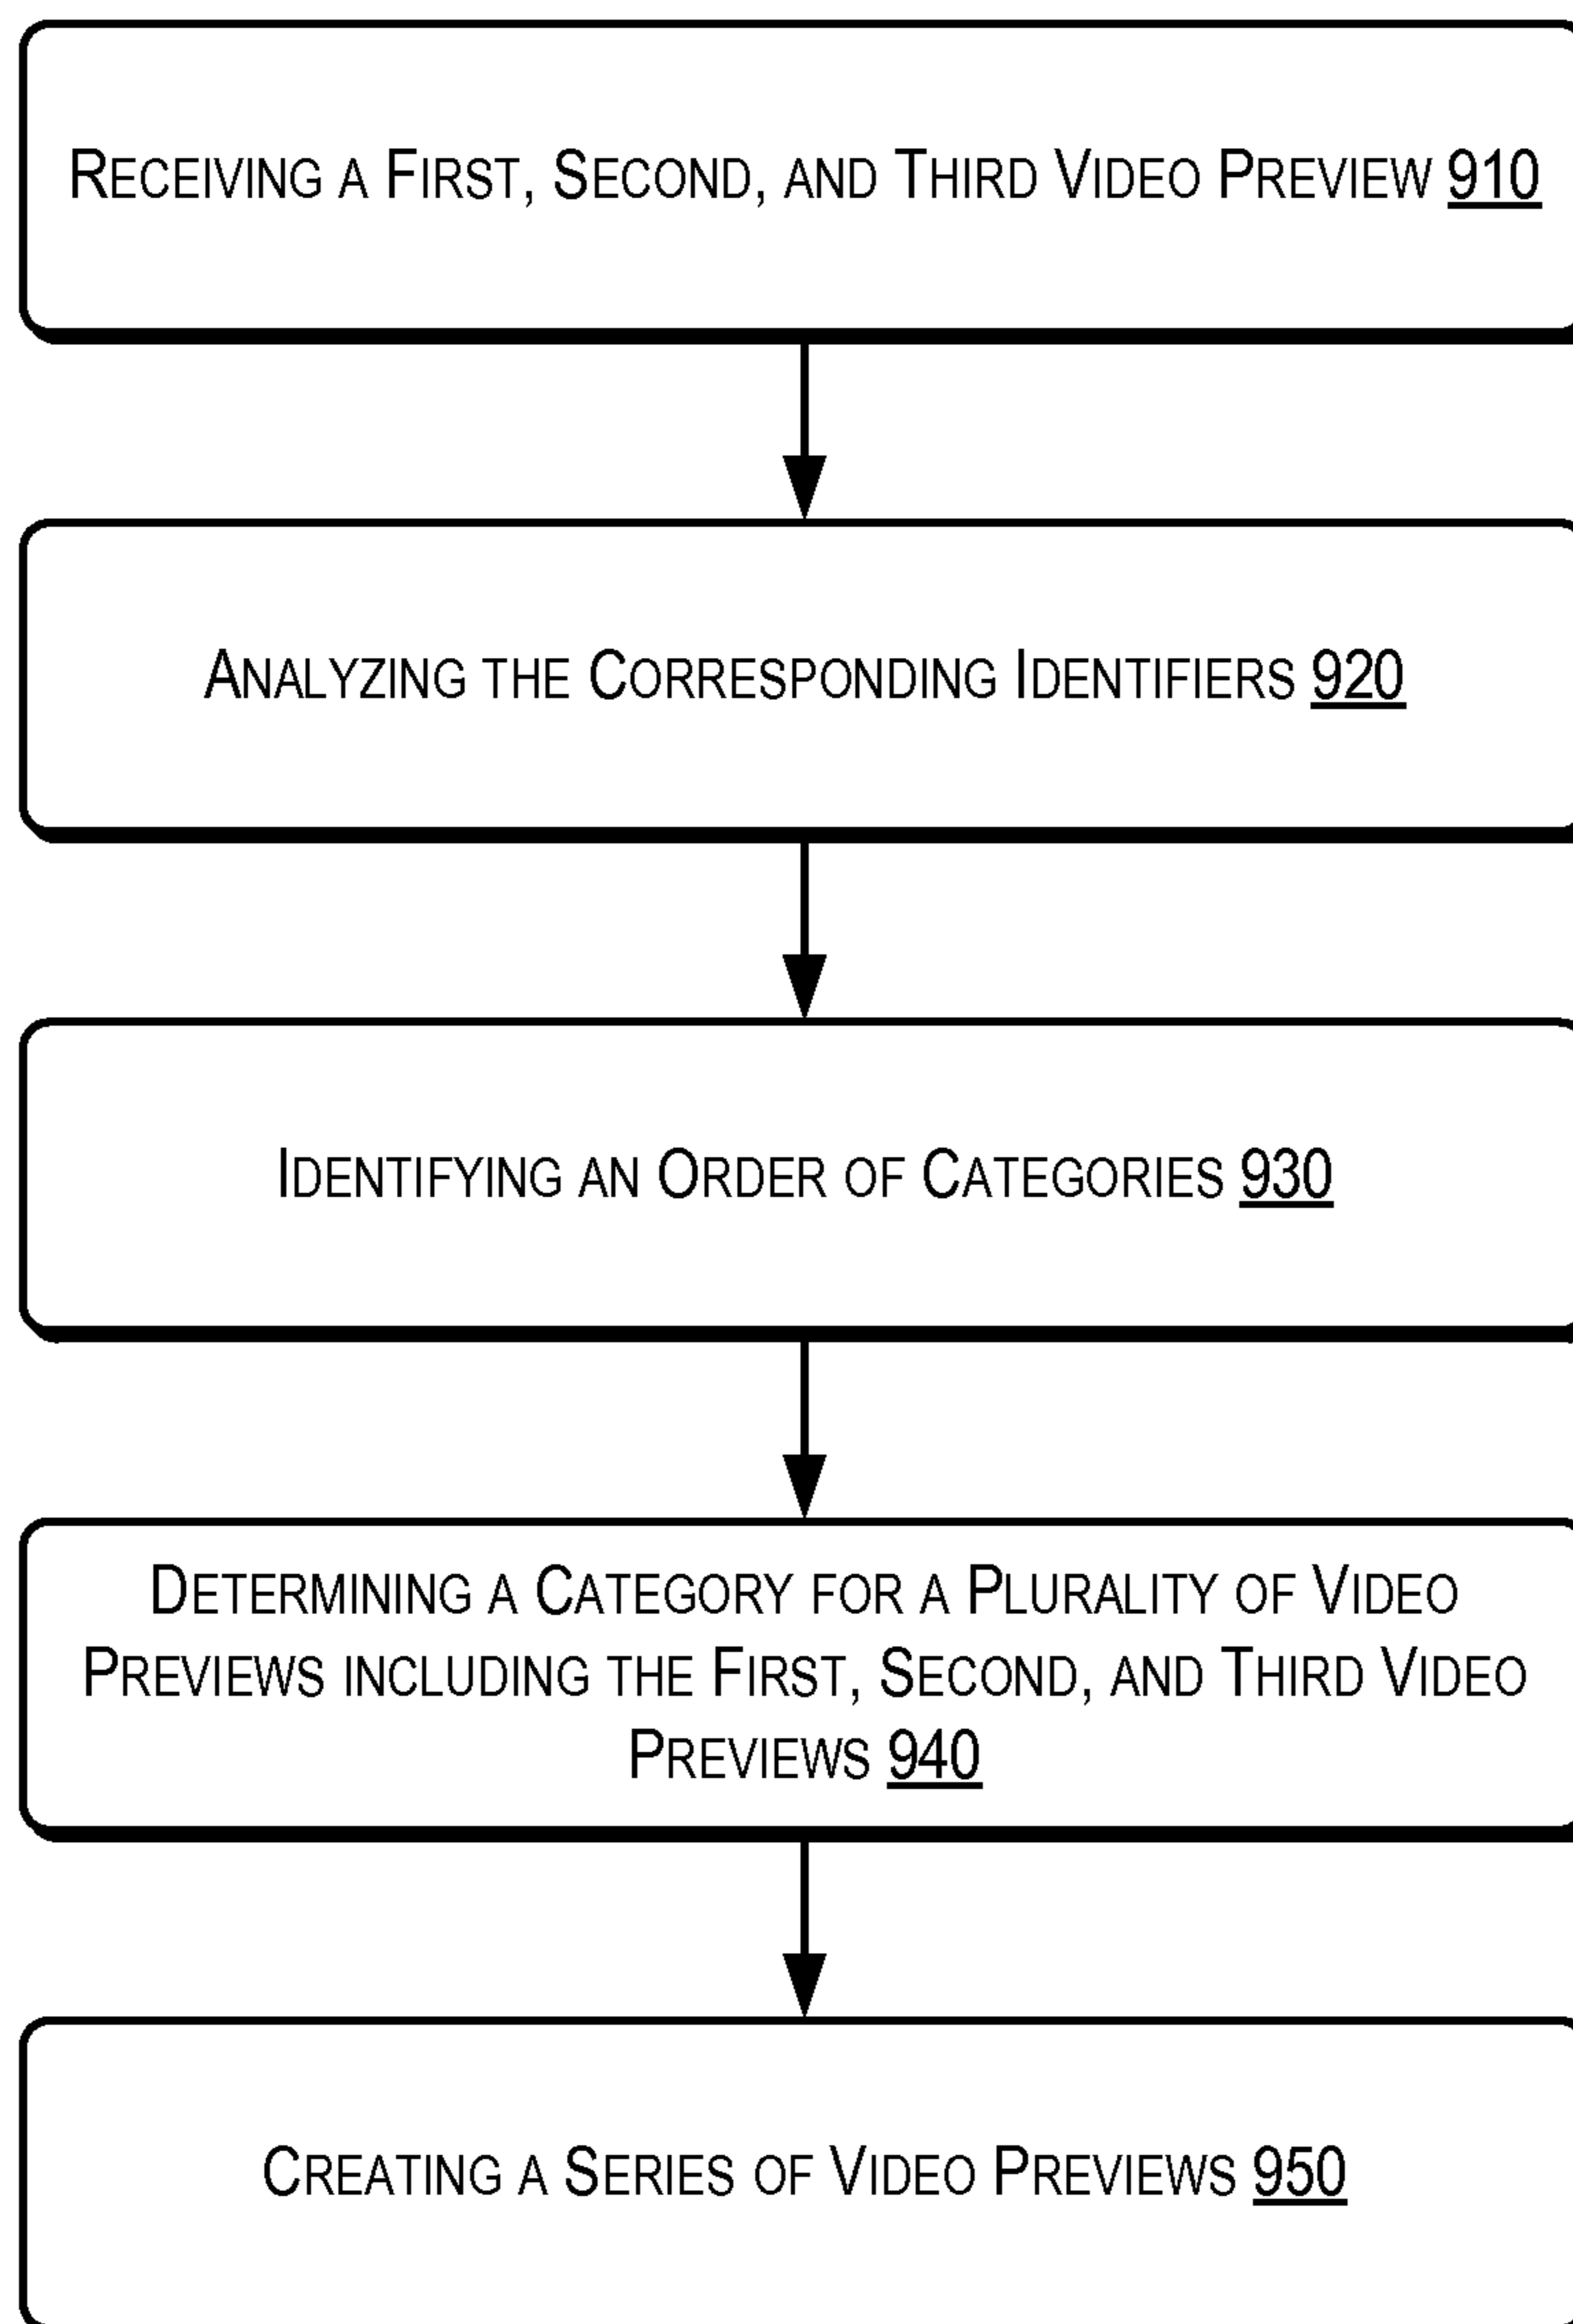 Receiving a First, Second, and Third Video Preview 910
Analyzing the Corresponding Identifiers 920
Identifying an Order of Categories 930
Determining a Category for a Plurality of Video
Previews including the First, Second, and Third Video
Previews 940
Creating a Series of Video Previews 950